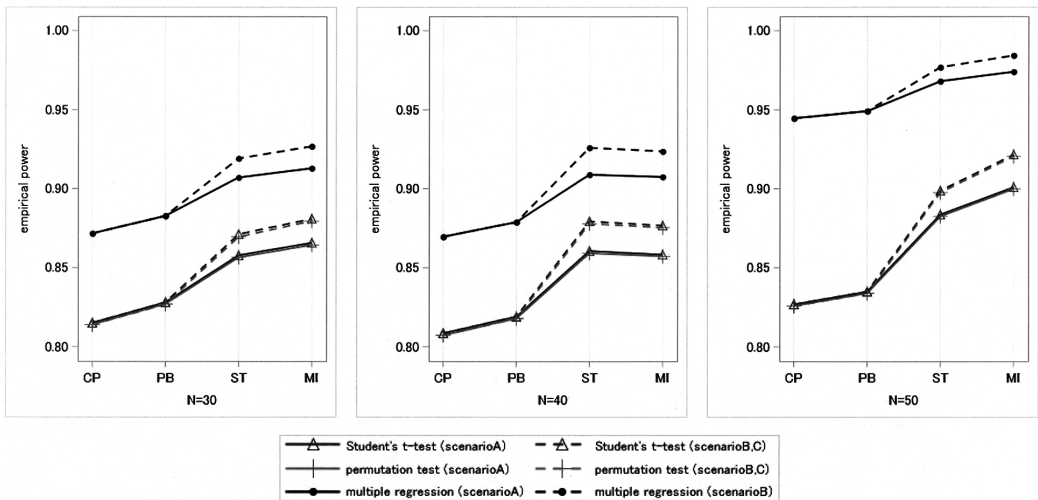 1.00
0.95
0.90
0.85
0.80
empirical power
CP PB ST MI
N=30
1.00
0.95
0.90
0.85
0.80
empirical power
CP PB ST MI
N=40
1.00
0.95
0.90
0.85
0.80
empirical power
CP PB ST MI
N=50
Student's t-test (scenarioA) Student's t-test (scenarioB,C)
permutation test (scenarioA) permutation test (scenarioB,C)
multiple regression (scenarioA) multiple regression (scenarioB)